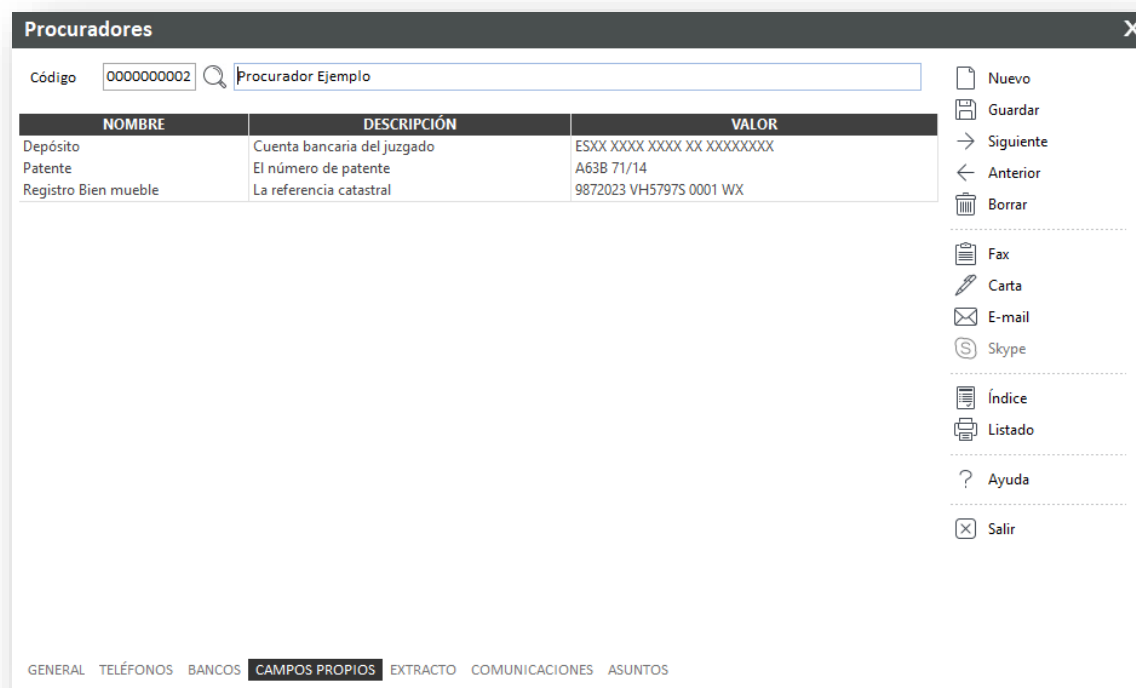 Procuradores X
Código 0000000002 Procurador Ejemplo
NOMBRE DESCRIPCIÓN VALOR
Depósito Cuenta bancaria del juzgado ESXX XXXX XXXX XX XXXXXXXX
Patente El número de patente A63B 71/14
Registro Bien mueble La referencia catastral 9872023 VH5797S 0001 WX
Nuevo
Guardar
Siguiente
Anterior
Borrar
Fax
Carta
E-mail
Skype
Índice
Listado
Ayuda
Salir
GENERAL TELÉFONOS BANCOS CAMPOS PROPIOS EXTRACTO COMUNICACIONES ASUNTOS